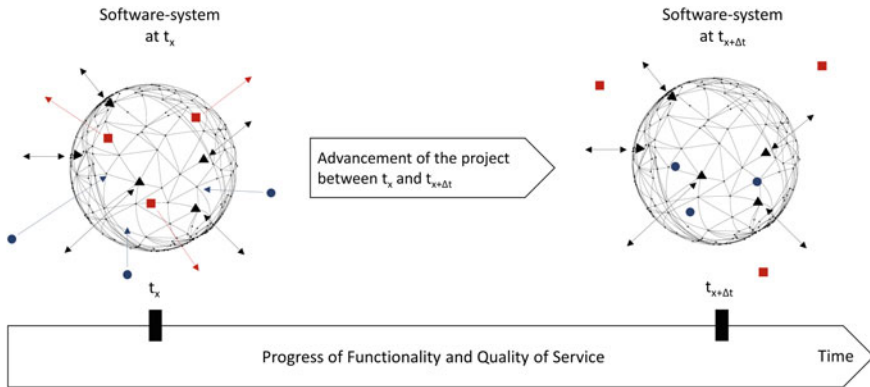 Software-system
at tx
Software-system
at tx+Δt
Advancement of the project
between tx and tx+Δt
tx
tx+Δt
Progress of Functionality and Quality of Service
Time